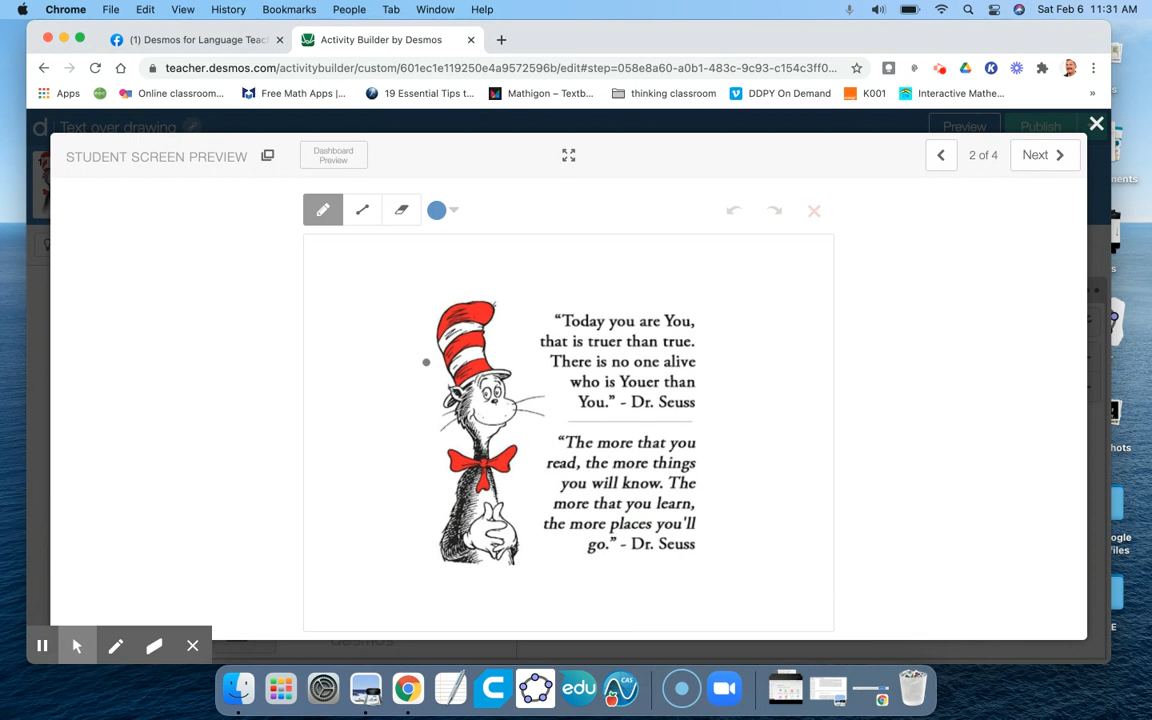 Chrome File Edit View History Bookmarks People Tab Window Help Sat Feb 6 11:31 AM
(1) Desmos for Language Teac Activity Builder by Desmos
teacher.desmos.com/activitybuilder/custom/601ec1e119250e4a9572596b/edit#step=058e8a60-a0b1-483c-9c93-c154c3ff0...
Apps Online classroom... Free Math Apps |... 19 Essential Tips t... Mathigon – Textb... thinking classroom DDPY On Demand K001 Interactive Mathe... »
Text over drawing Preview Publish
STUDENT SCREEN PREVIEW Dashboard Preview 2 of 4 Next
“Today you are You,
that is truer than true.
There is no one alive
who is Youer than
You.” - Dr. Seuss
“The more that you
read, the more things
you will know. The
more that you learn,
the more places you'll
go.” - Dr. Seuss
desmos
edu CAS